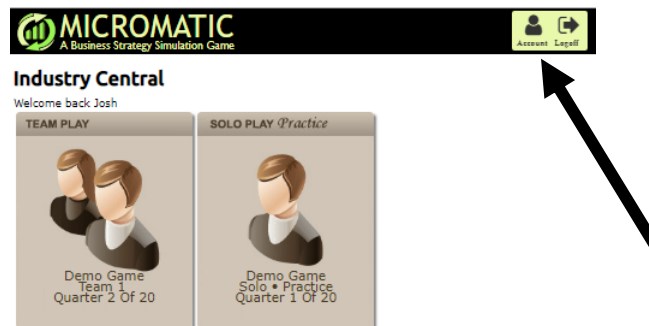 MICROMATIC
A Business Strategy Simulation Game
Account Logoff
Industry Central
Welcome back Josh
TEAM PLAY
Demo Game
Team 1
Quarter 2 Of 20
SOLO PLAY Practice
Demo Game
Solo • Practice
Quarter 1 Of 20